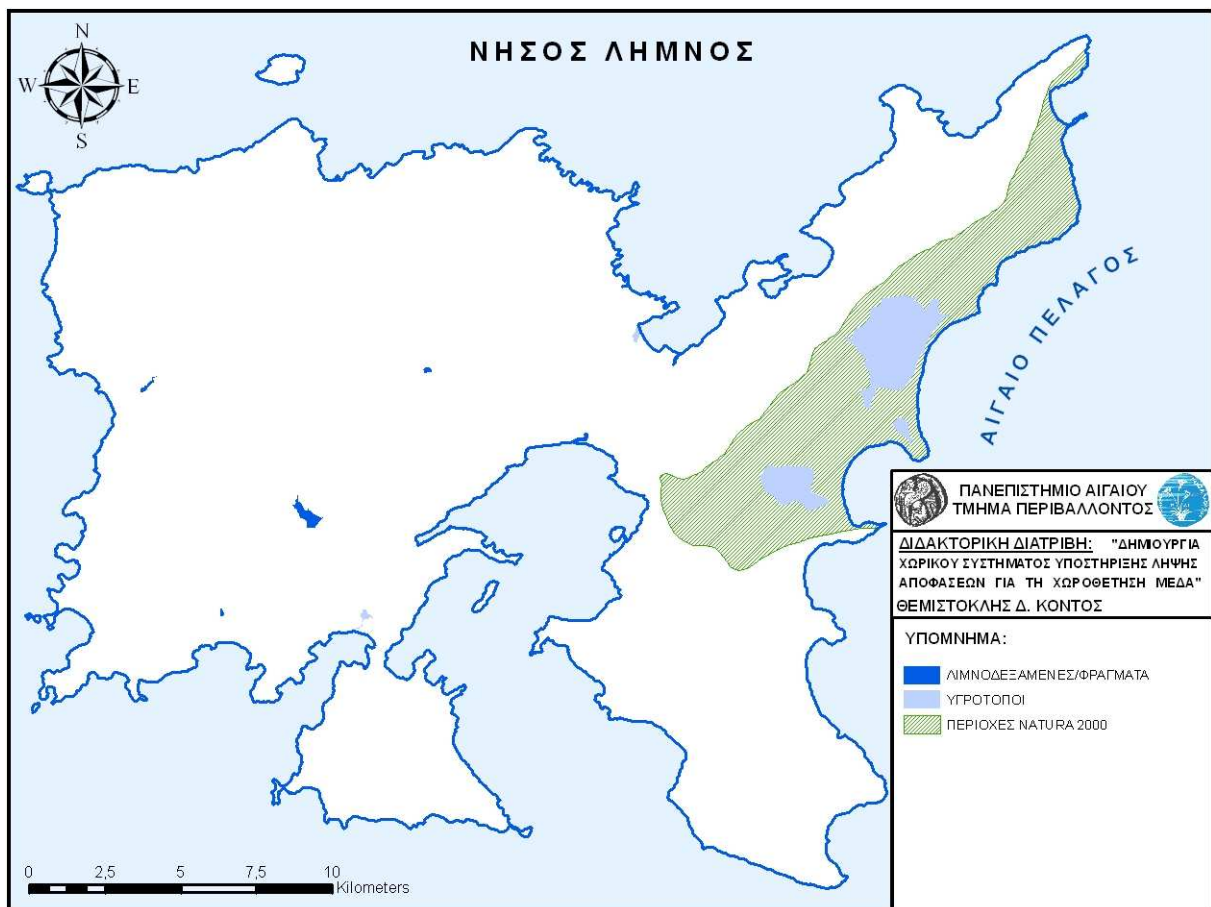 ΝΗΣΟΣ ΛΗΜΝΟΣ
N
W E
S
ΑΙΓΑΙΟ ΠΕΛΑΓΟΣ
ΠΑΝΕΠΙΣΤΗΜΙΟ ΑΙΓΑΙΟΥ
ΤΜΗΜΑ ΠΕΡΙΒΑΛΛΟΝΤΟΣ
ΔΙΔΑΚΤΟΡΙΚΗ ΔΙΑΤΡΙΒΗ: "ΔΗΜΙΟΥΡΓΙΑ
ΧΩΡΙΚΟΥ ΣΥΣΤΗΜΑΤΟΣ ΥΠΟΣΤΗΡΙΞΗΣ ΛΗΨΗΣ
ΑΠΟΦΑΣΕΩΝ ΓΙΑ ΤΗ ΧΩΡΟΘΕΤΗΣΗ ΜΕΔΑ"
ΘΕΜΙΣΤΟΚΛΗΣ Δ. ΚΟΝΤΟΣ
ΥΠΟΜΝΗΜΑ:
ΛΙΜΝΟΔΕΞΑΜΕΝΕΣ/ΦΡΑΓΜΑΤΑ
ΥΓΡΟΤΟΠΟΙ
ΠΕΡΙΟΧΕΣ NATURA 2000
0 2,5 5 7,5 10
Kilometers